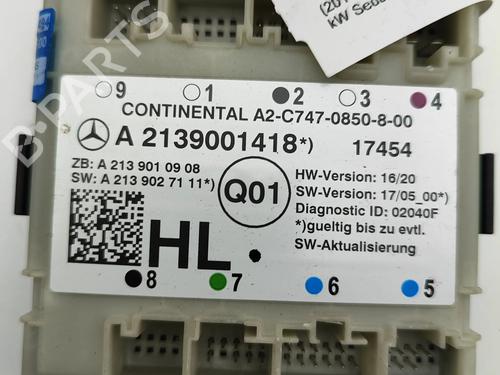 (20
kW Seda
B-PARTS
9 1 2 3 4
CONTINENTAL A2-C747-0850-8-00
A 2139001418*) 17454
ZB: A 213 901 09 08
SW: A 213 902 71 11*)
Q01
HW-Version: 16/20
SW-Version: 17/05_00*)
Diagnostic ID: 02040F
*)gueltig bis zu evtl.
SW-Aktualisierung
HL.
8 7 6 5